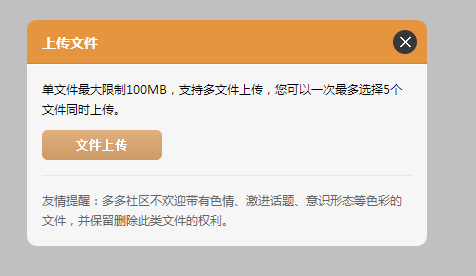 上传文件
单文件最大限制100MB，支持多文件上传，您可以一次最多选择5个
文件同时上传。
文件上传
友情提醒：多多社区不欢迎带有色情、激进话题、意识形态等色彩的
文件，并保留删除此类文件的权利。